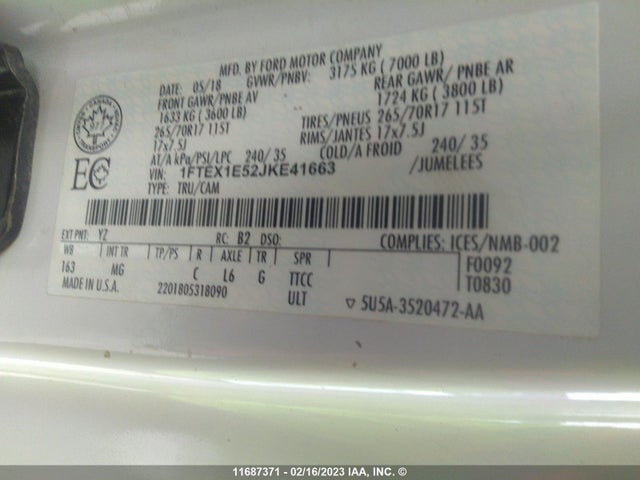 MFD. BY FORD MOTOR COMPANY
DATE: 05/18 GVWR/PNBV: 3175 KG ( 7000 LB)
FRONT GAWR/PNBE AV REAR GAWR/ PNBE AR
1633 KG ( 3600 LB) 1724 KG ( 3800 LB)
265/70R17 115T TIRES/PNEUS 265/70R17 115T
17x7.5J RIMS/JANTES 17x7.5J
AT/A kPa/PSI/LPC 240/ 35 COLD/A FROID 240/ 35
VIN: 1FTEX1E52JKE41663 /JUMELEES
TYPE: TRU/CAM
EC
EXT PNT: YZ RC: B2 DSO: COMPLIES: ICES/NMB-002
WB INT TR TP/PS R AXLE TR SPR F0092
163 MG C L6 G TTCC T0830
MADE IN U.S.A. 2201805318090 ULT ▽ 5U5A-3520472-AA
11687371 - 02/16/2023 IAA, INC. ©